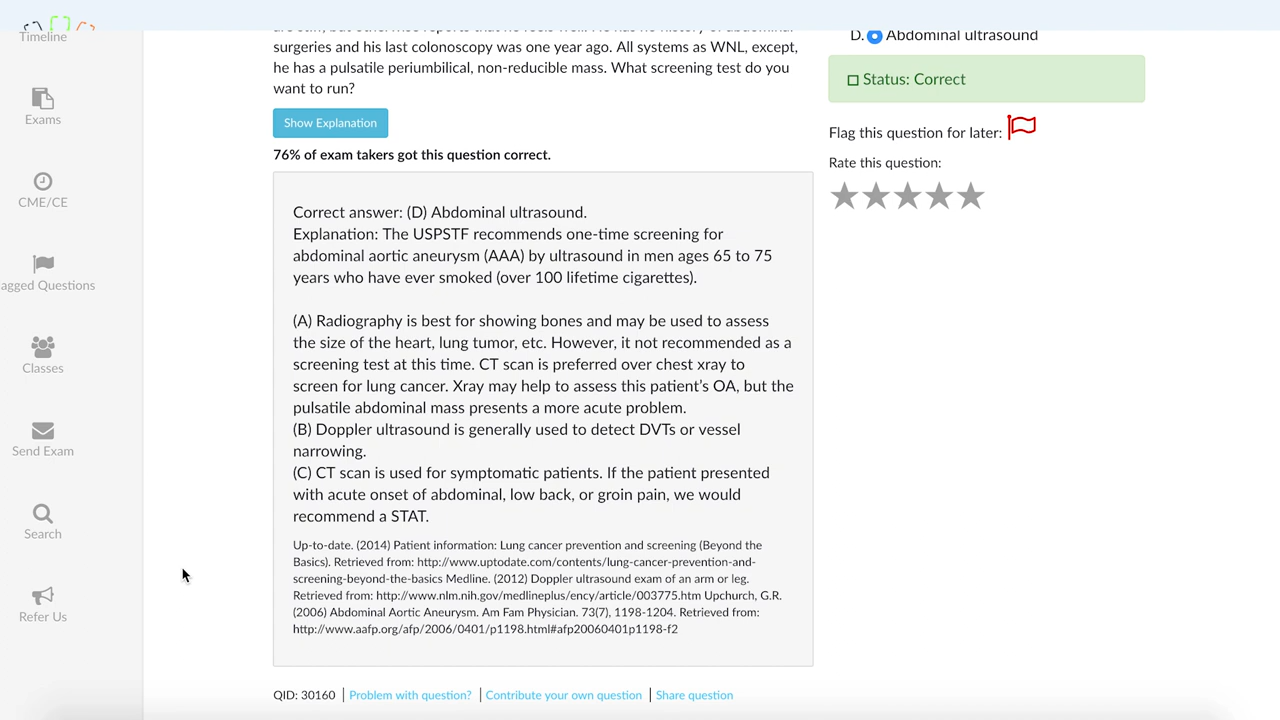 Timeline
Exams
CME/CE
agged Questions
Classes
Send Exam
Search
Refer Us
surgeries and his last colonoscopy was one year ago. All systems as WNL, except,
he has a pulsatile periumbilical, non-reducible mass. What screening test do you
want to run?
Show Explanation
76% of exam takers got this question correct.
Correct answer: (D) Abdominal ultrasound.
Explanation: The USPSTF recommends one-time screening for
abdominal aortic aneurysm (AAA) by ultrasound in men ages 65 to 75
years who have ever smoked (over 100 lifetime cigarettes).
(A) Radiography is best for showing bones and may be used to assess
the size of the heart, lung tumor, etc. However, it not recommended as a
screening test at this time. CT scan is preferred over chest xray to
screen for lung cancer. Xray may help to assess this patient's OA, but the
pulsatile abdominal mass presents a more acute problem.
(B) Doppler ultrasound is generally used to detect DVTs or vessel
narrowing.
(C) CT scan is used for symptomatic patients. If the patient presented
with acute onset of abdominal, low back, or groin pain, we would
recommend a STAT.
Up-to-date. (2014) Patient information: Lung cancer prevention and screening (Beyond the
Basics). Retrieved from: http://www.uptodate.com/contents/lung-cancer-prevention-and-
screening-beyond-the-basics Medline. (2012) Doppler ultrasound exam of an arm or leg.
Retrieved from: http://www.nlm.nih.gov/medlineplus/ency/article/003775.htm Upchurch, G.R.
(2006) Abdominal Aortic Aneurysm. Am Fam Physician. 73(7), 1198-1204. Retrieved from:
http://www.aafp.org/afp/2006/0401/p1198.html#afp20060401p1198-f2
QID: 30160 | Problem with question? | Contribute your own question | Share question
D. Abdominal ultrasound
Status: Correct
Flag this question for later:
Rate this question: